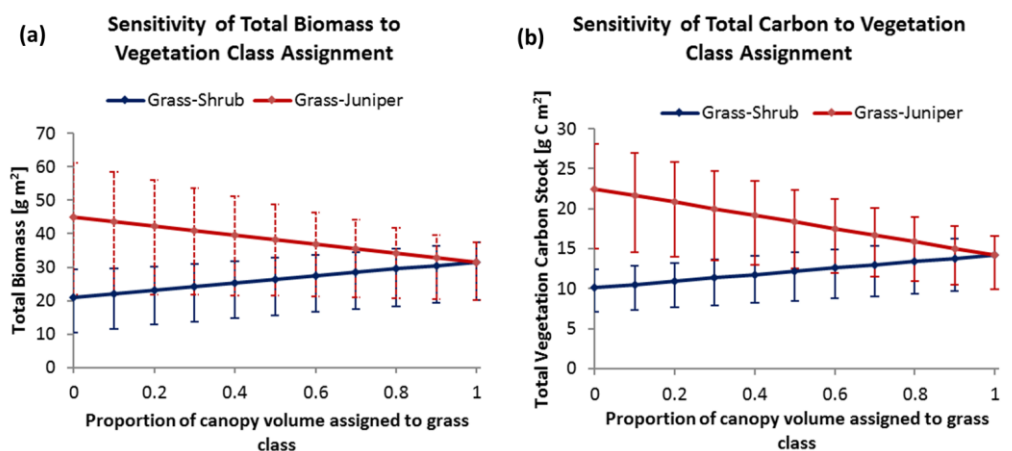 (a)
Sensitivity of Total Biomass to
Vegetation Class Assignment
Grass-Shrub
Grass-Juniper
Total Biomass [g m²]
70
60
50
40
30
20
10
0
0 0.2 0.4 0.6 0.8 1
Proportion of canopy volume assigned to grass
class
(b)
Sensitivity of Total Carbon to Vegetation
Class Assignment
Grass-Shrub
Grass-Juniper
Total Vegetation Carbon Stock [g C m²]
30
25
20
15
10
5
0
0 0.2 0.4 0.6 0.8 1
Proportion of canopy volume assigned to grass
class